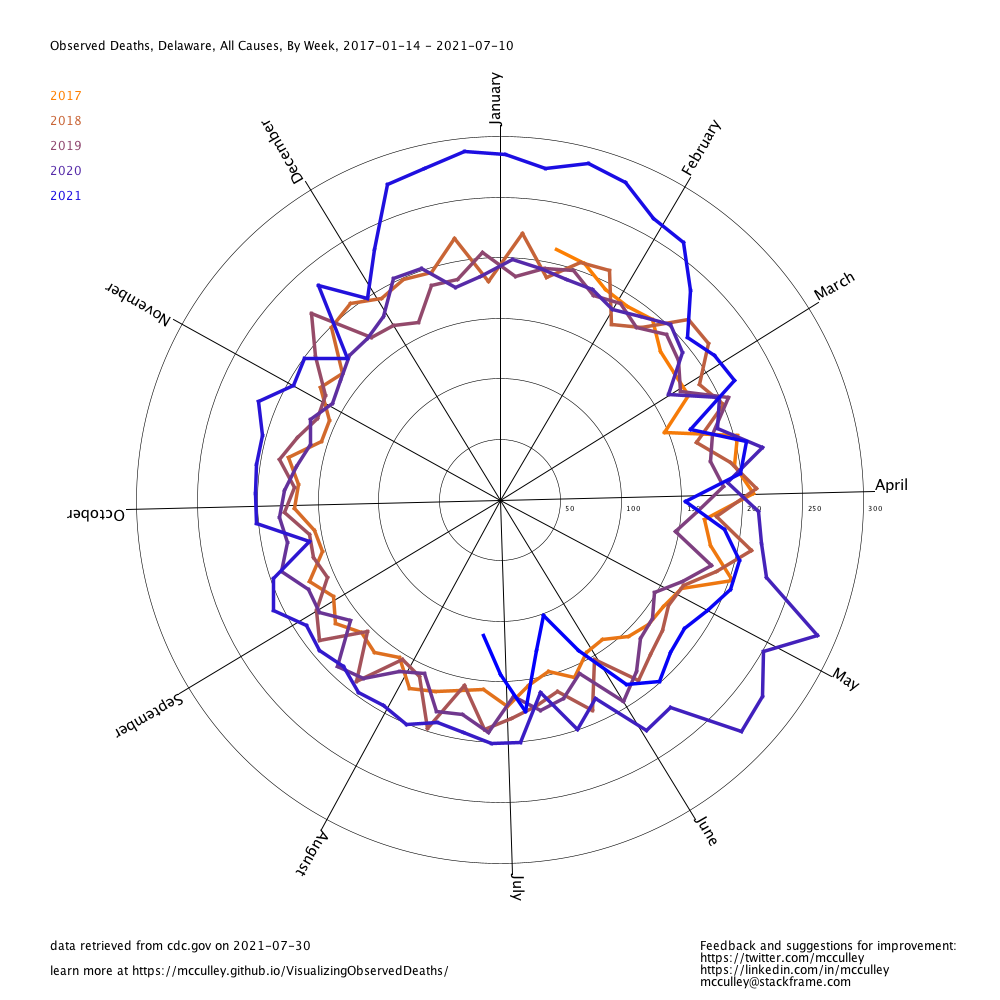 Observed Deaths, Delaware, All Causes, By Week, 2017-01-14 - 2021-07-10
2017
2018
2019
2020
2021
January
February
March
April
May
June
July
August
September
October
November
December
50
100
150
200
250
300
data retrieved from cdc.gov on 2021-07-30
learn more at https://mcculley.github.io/VisualizingObservedDeaths/
Feedback and suggestions for improvement:
https://twitter.com/mcculley
https://linkedin.com/in/mcculley
mcculley@stackframe.com